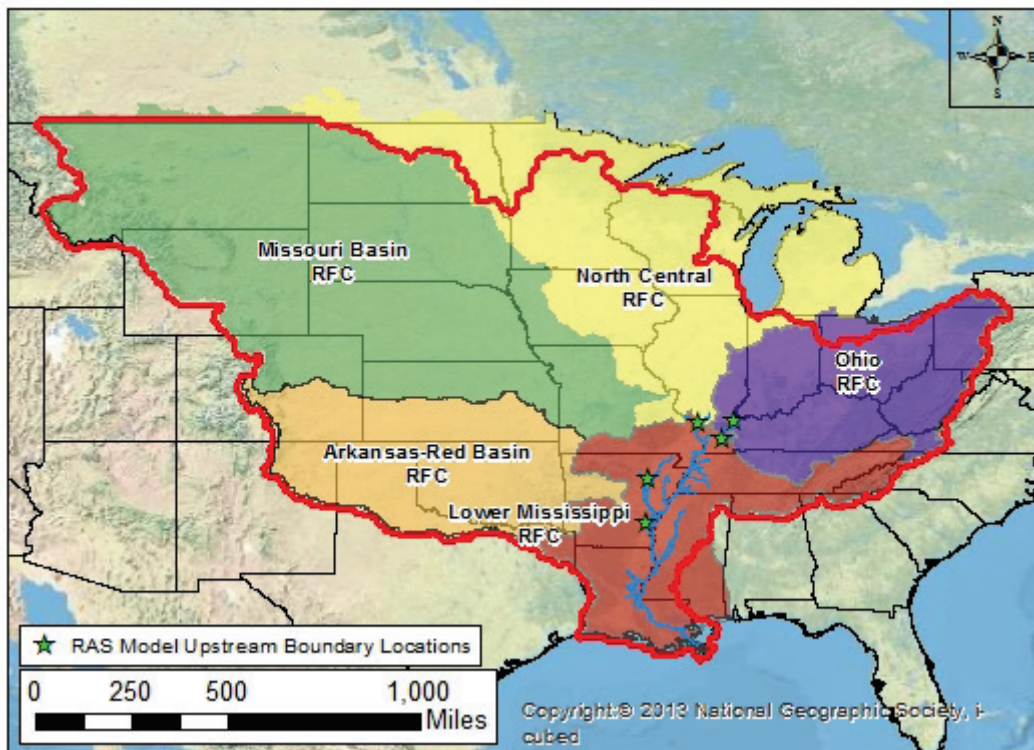 N
W E
S
Missouri Basin
RFC
North Central
RFC
Ohio
RFC
Arkansas-Red Basin
RFC
Lower Mississippi
RFC
RAS Model Upstream Boundary Locations
0 250 500 1,000
Miles
Copyright:© 2013 National Geographic Society, i-
cubed